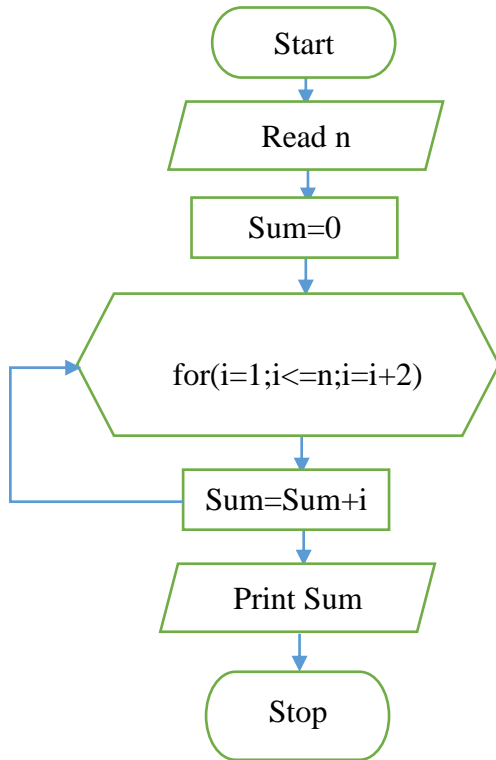 Start
Read n
Sum=0
for(i=1;i<=n;i=i+2)
Sum=Sum+i
Print Sum
Stop